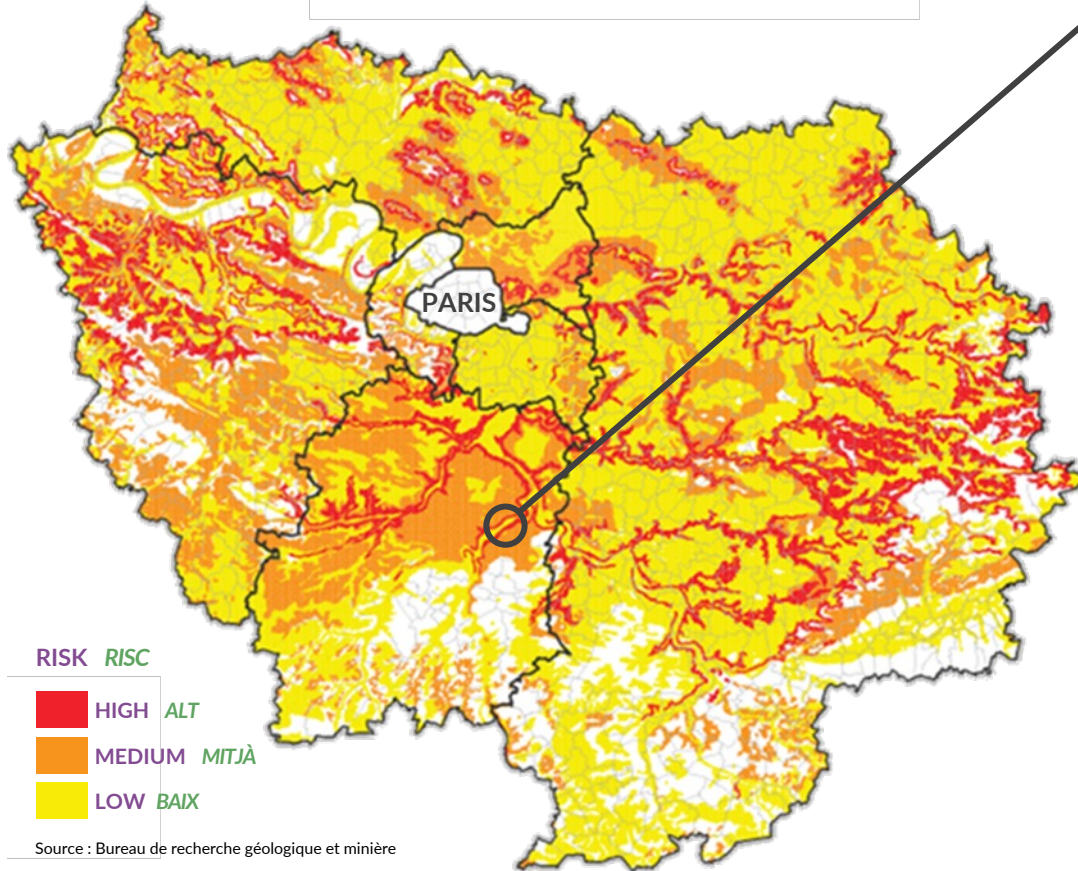 PARIS
RISK RISC
HIGH ALT
MEDIUM MITJÀ
LOW BAIX
Source : Bureau de recherche géologique et minière